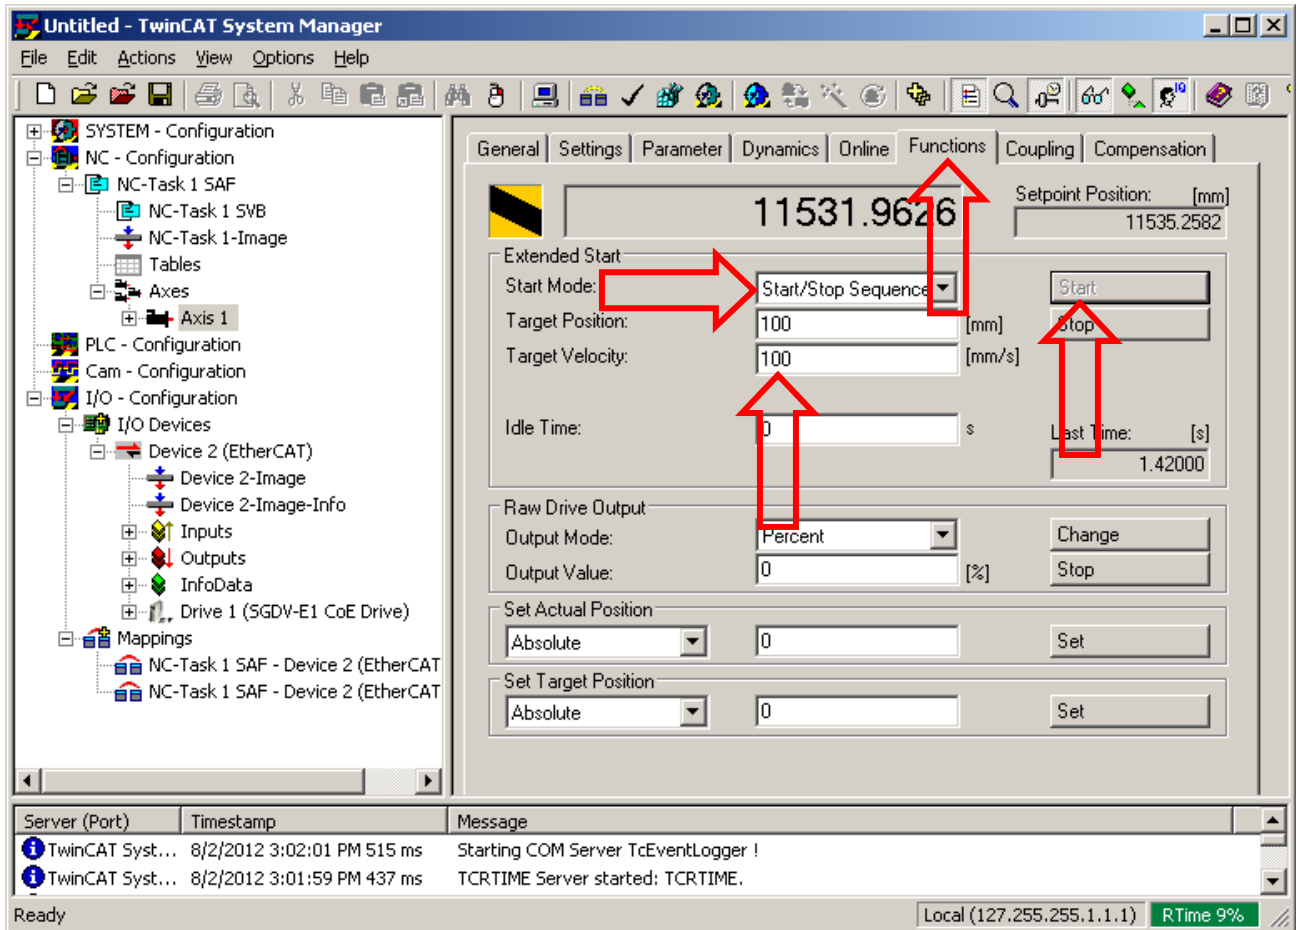 Untitled - TwinCAT System Manager
File Edit Actions View Options Help
SYSTEM - Configuration
NC - Configuration
NC-Task 1 SAF
NC-Task 1 SVB
NC-Task 1-Image
Tables
Axes
Axis 1
PLC - Configuration
Cam - Configuration
I/O - Configuration
I/O Devices
Device 2 (EtherCAT)
Device 2-Image
Device 2-Image-Info
Inputs
Outputs
InfoData
Drive 1 (SGDV-E1 CoE Drive)
Mappings
NC-Task 1 SAF - Device 2 (EtherCAT
NC-Task 1 SAF - Device 2 (EtherCAT
General Settings Parameter Dynamics Online Functions Coupling Compensation
11531.9626
Setpoint Position: [mm]
11535.2582
Extended Start
Start Mode: Start/Stop Sequence Start
Target Position: 100 [mm] Stop
Target Velocity: 100 [mm/s]
Idle Time: 0 s Last Time: [s]
1.42000
Raw Drive Output
Output Mode: Percent Change
Output Value: 0 [%] Stop
Set Actual Position
Absolute 0 Set
Set Target Position
Absolute 0 Set
Server (Port) Timestamp Message
TwinCAT Syst... 8/2/2012 3:02:01 PM 515 ms Starting COM Server TcEventLogger !
TwinCAT Syst... 8/2/2012 3:01:59 PM 437 ms TCRTIME Server started: TCRTIME.
Ready Local (127.255.255.1.1.1) RTime 9%